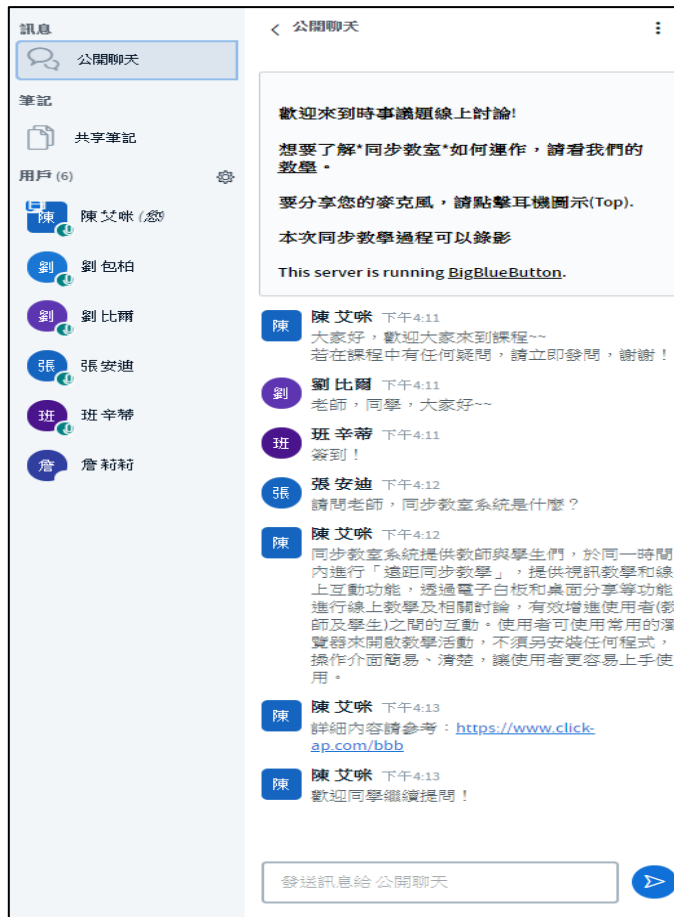 訊息
公開聊天
筆記
共享筆記
用戶 (6)
陳
陳 艾咪 (您)
劉
劉 包柏
劉
劉 比爾
張
張 安迪
班
班 辛蒂
詹
詹 莉莉
公開聊天
歡迎來到時事議題線上討論!
想要了解*同步教室*如何運作，請看我們的
教學。
要分享您的麥克風，請點擊耳機圖示(Top).
本次同步教學過程可以錄影
This server is running BigBlueButton.
陳
陳 艾咪 下午4:11
大家好，歡迎大家來到課程~~
若在課程中有任何疑問，請立即發問，謝謝！
劉
劉 比爾 下午4:11
老師，同學，大家好~~
班
班 辛蒂 下午4:11
簽到！
張
張 安迪 下午4:12
請問老師，同步教室系統是什麼？
陳
陳 艾咪 下午4:12
同步教室系統提供教師與學生們，於同一時間
內進行「遠距同步教學」，提供視訊教學和線
上互動功能，透過電子白板和桌面分享等功能
進行線上教學及相關討論，有效增進使用者(教
師及學生)之間的互動。使用者可使用常用的瀏
覽器來開啟教學活動，不須另安裝任何程式，
操作介面簡易、清楚，讓使用者更容易上手使
用。
陳
陳 艾咪 下午4:13
詳細內容請參考：https://www.click-
ap.com/bbb
陳
陳 艾咪 下午4:13
歡迎同學繼續提問！
發送訊息給 公開聊天